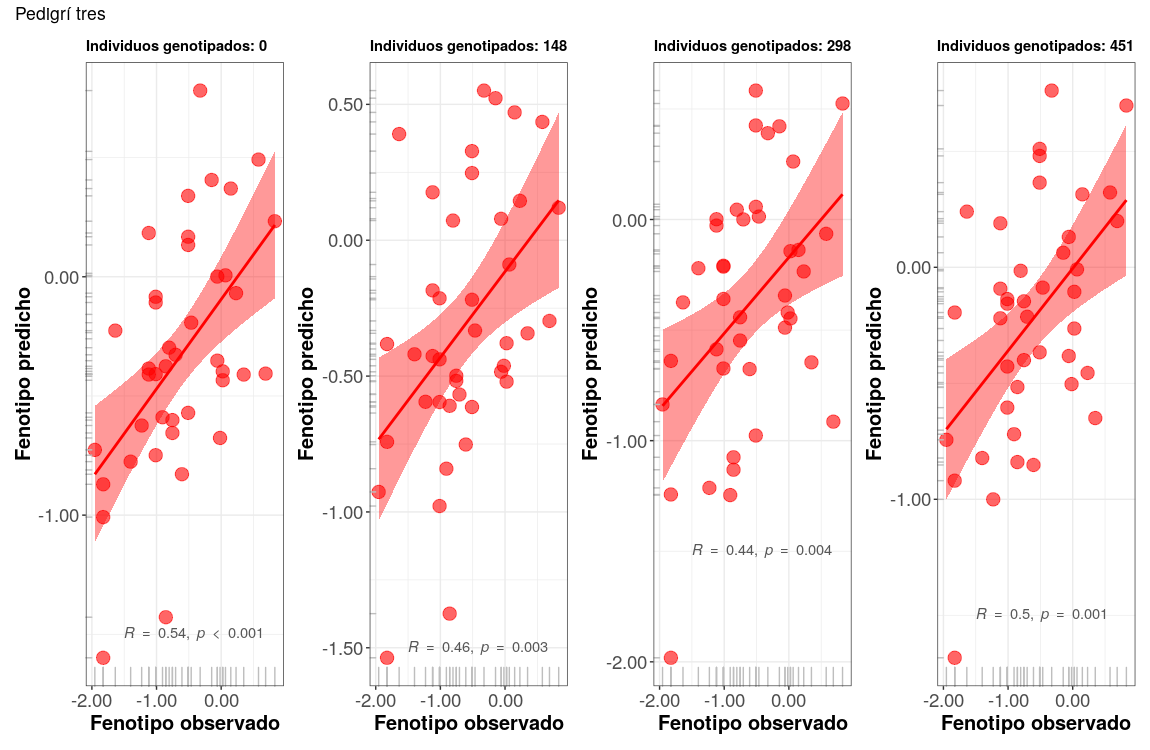 Pedigrí tres
Individuos genotipados: 0
Individuos genotipados: 148
Individuos genotipados: 298
Individuos genotipados: 451
Fenotipo predicho
0.00
-1.00
R = 0.54, p < 0.001
-2.00 -1.00 0.00
Fenotipo observado
Fenotipo predicho
0.50
0.00
-0.50
-1.00
-1.50
R = 0.46, p = 0.003
-2.00 -1.00 0.00
Fenotipo observado
Fenotipo predicho
0.00
-1.00
-2.00
R = 0.44, p = 0.004
-2.00 -1.00 0.00
Fenotipo observado
Fenotipo predicho
0.00
-1.00
R = 0.5, p = 0.001
-2.00 -1.00 0.00
Fenotipo observado